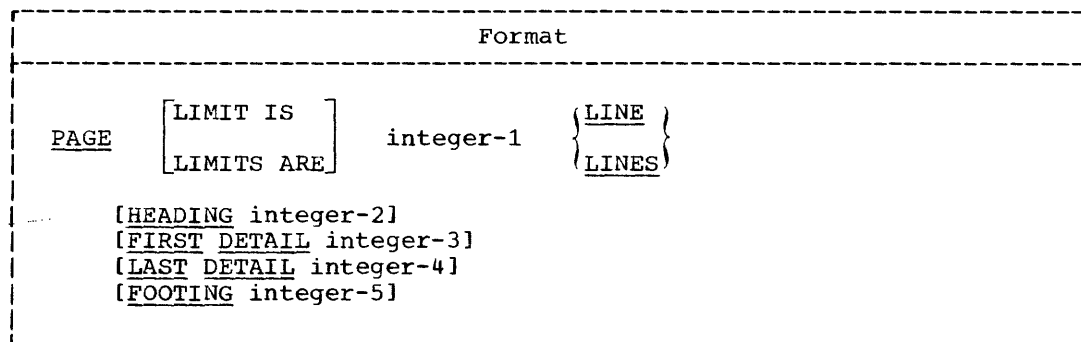 Format
LIMIT IS
PAGE integer-1 LINE
LIMITS ARE LINES
[HEADING integer-2]
[FIRST DETAIL integer-3]
[LAST DETAIL integer-4]
[FOOTING integer-5]